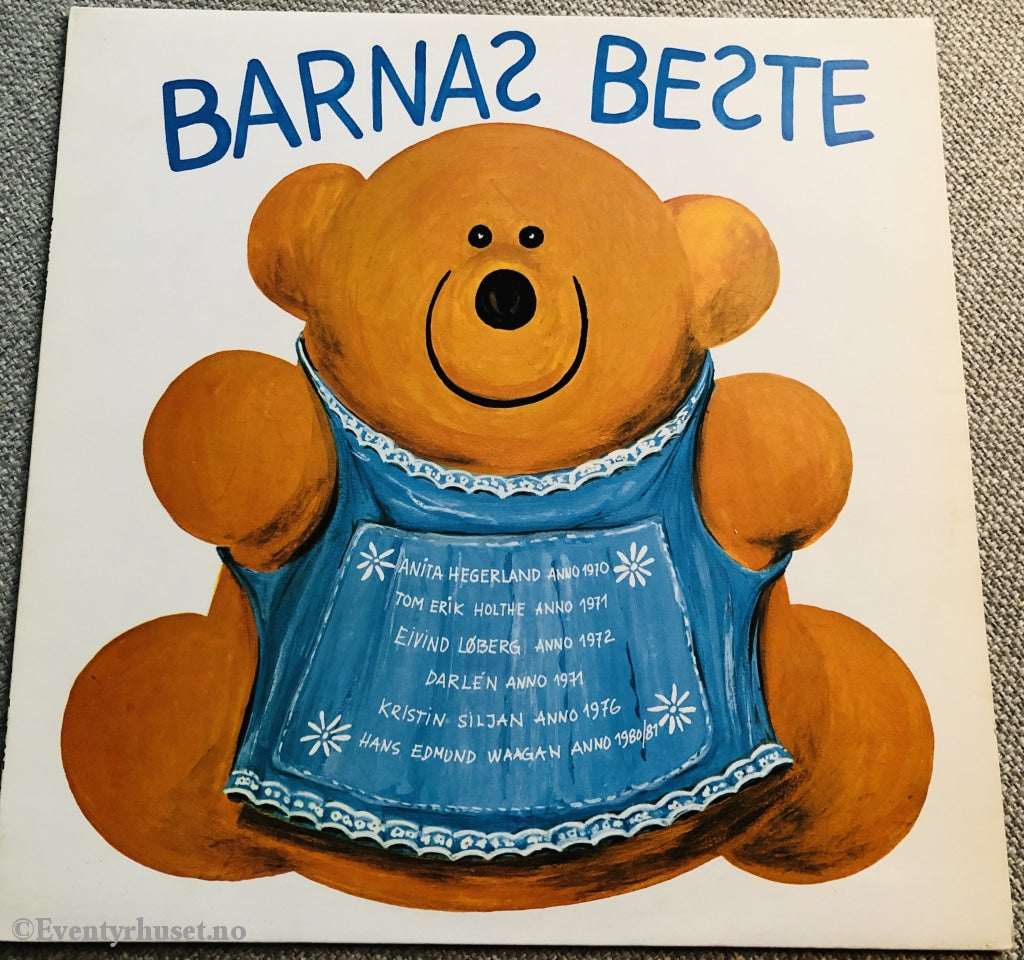 BARNAS BESTE
ANITA HEGERLAND ANNO 1970
TOM ERIK HOLTHE ANNO 1971
EIVIND LØBERG ANNO 1972
DARLÉN ANNO 1971
KRISTIN SILJAN ANNO 1976
HANS EDMUND WAAGAN ANNO 1980/81
©Eventyrhuset.no